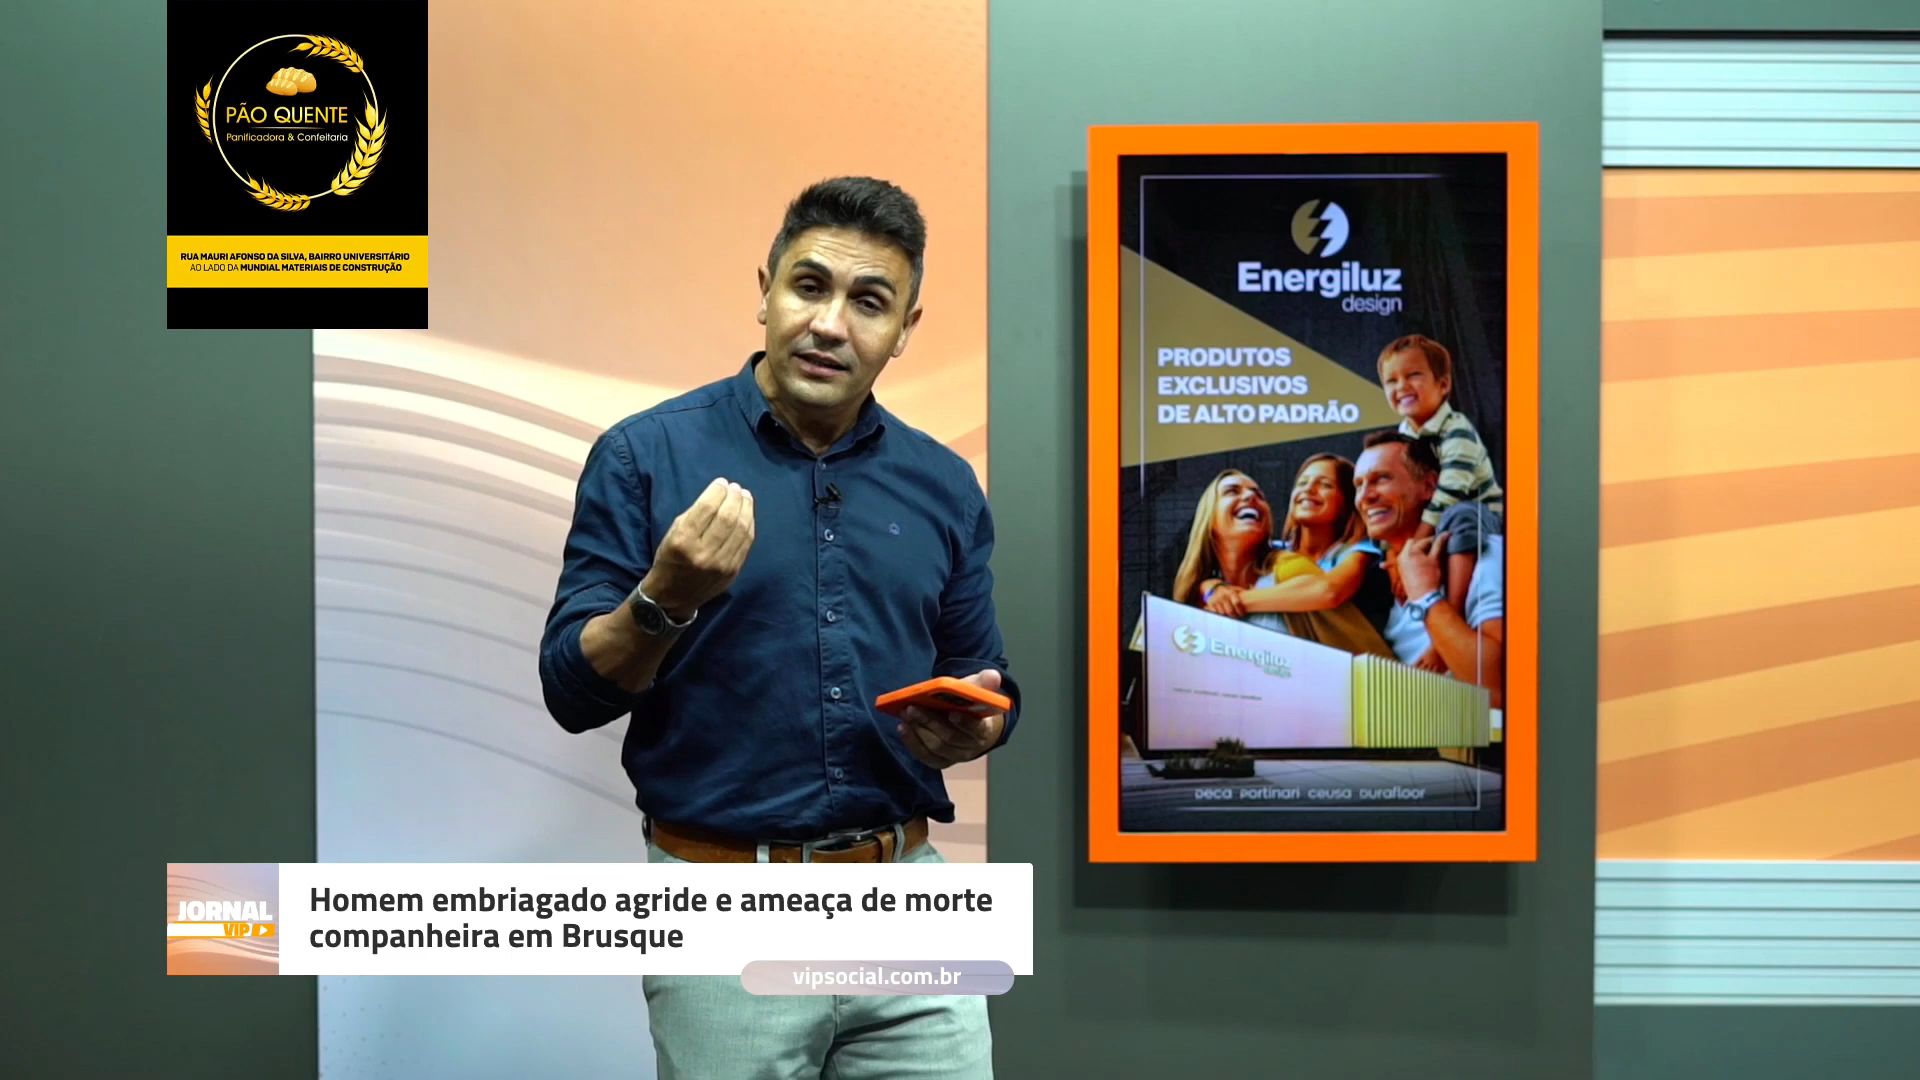 PÃO QUENTE
Panificadora & Confeitaria
RUA MAURI AFONSO DA SILVA, BAIRRO UNIVERSITÁRIO
AO LADO DA MUNDIAL MATERIAIS DE CONSTRUÇÃO
Energiluz
design
PRODUTOS
EXCLUSIVOS
DE ALTO PADRÃO
Energiluz
design
Deca Portinari Ceusa Durafloor
JORNAL
VIP
Homem embriagado agride e ameaça de morte
companheira em Brusque
vipsocial.com.br